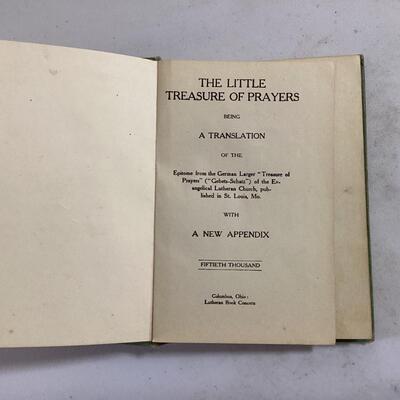 THE LITTLE
TREASURE OF PRAYERS
BEING
A TRANSLATION
OF THE
Epitome from the German Larger "Treasure of
Prayers" ("Gebets-Schatz") of the Ev-
angelical Lutheran Church, pub-
lished in St. Louis, Mo.
WITH
A NEW APPENDIX
FIFTIETH THOUSAND
Columbus, Ohio:
Lutheran Book Concern